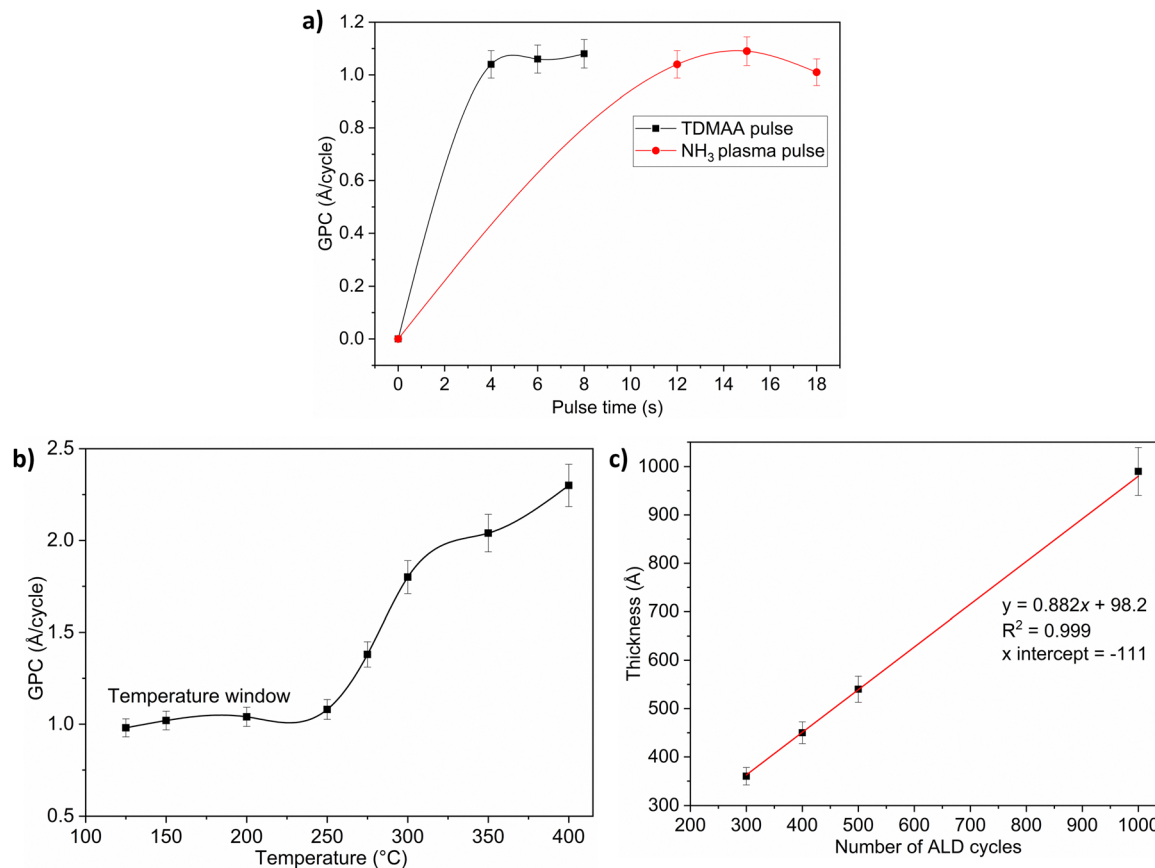 a)
1.2
1.0
0.8
0.6
0.4
0.2
0.0
GPC (Å/cycle)
TDMAA pulse
NH₃ plasma pulse
0 2 4 6 8 10 12 14 16 18
Pulse time (s)
b)
2.5
2.0
1.5
1.0
0.5
GPC (Å/cycle)
Temperature window
100 150 200 250 300 350 400
Temperature (°C)
c)
1000
900
800
700
600
500
400
300
Thickness (Å)
y = 0.882x + 98.2
R² = 0.999
x intercept = -111
200 300 400 500 600 700 800 900 1000
Number of ALD cycles